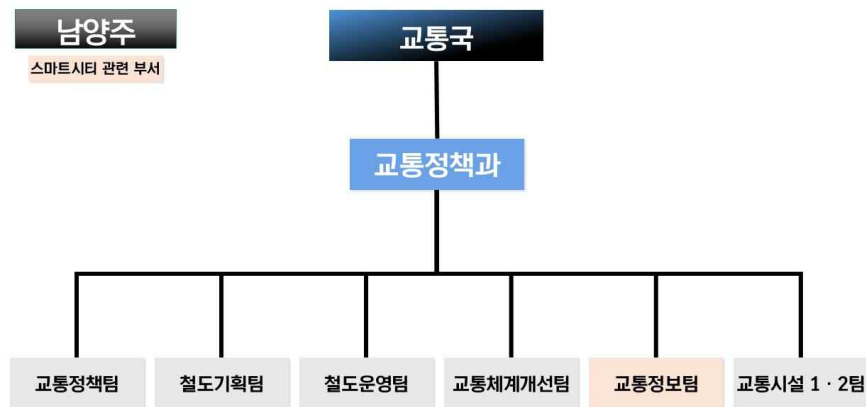 남양주
스마트시티 관련 부서
교통국
교통정책과
교통정책팀
철도기획팀
철도운영팀
교통체계개선팀
교통정보팀
교통시설 1 · 2팀